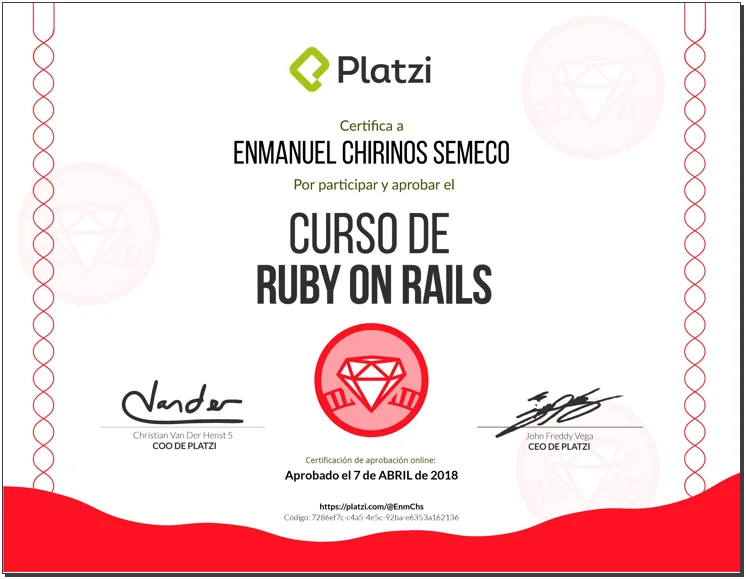 Platzi
Certifica a
ENMANUEL CHIRINOS SEMECO
Por participar y aprobar el
CURSO DE
RUBY ON RAILS
Vander
Christian Van Der Henst S
COO DE PLATZI
John Freddy Vega
CEO DE PLATZI
Certificación de aprobación online:
Aprobado el 7 de ABRIL de 2018
https://platzi.com/@EnmChs
Código: 7286ef7c-c4a5-4e5c-92ba-e6353a162136